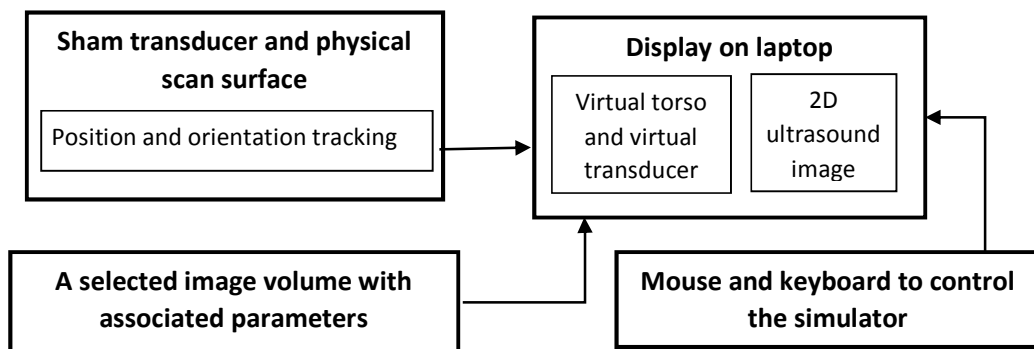 Sham transducer and physical
scan surface
Position and orientation tracking
Display on laptop
Virtual torso
and virtual
transducer
2D
ultrasound
image
A selected image volume with
associated parameters
Mouse and keyboard to control
the simulator